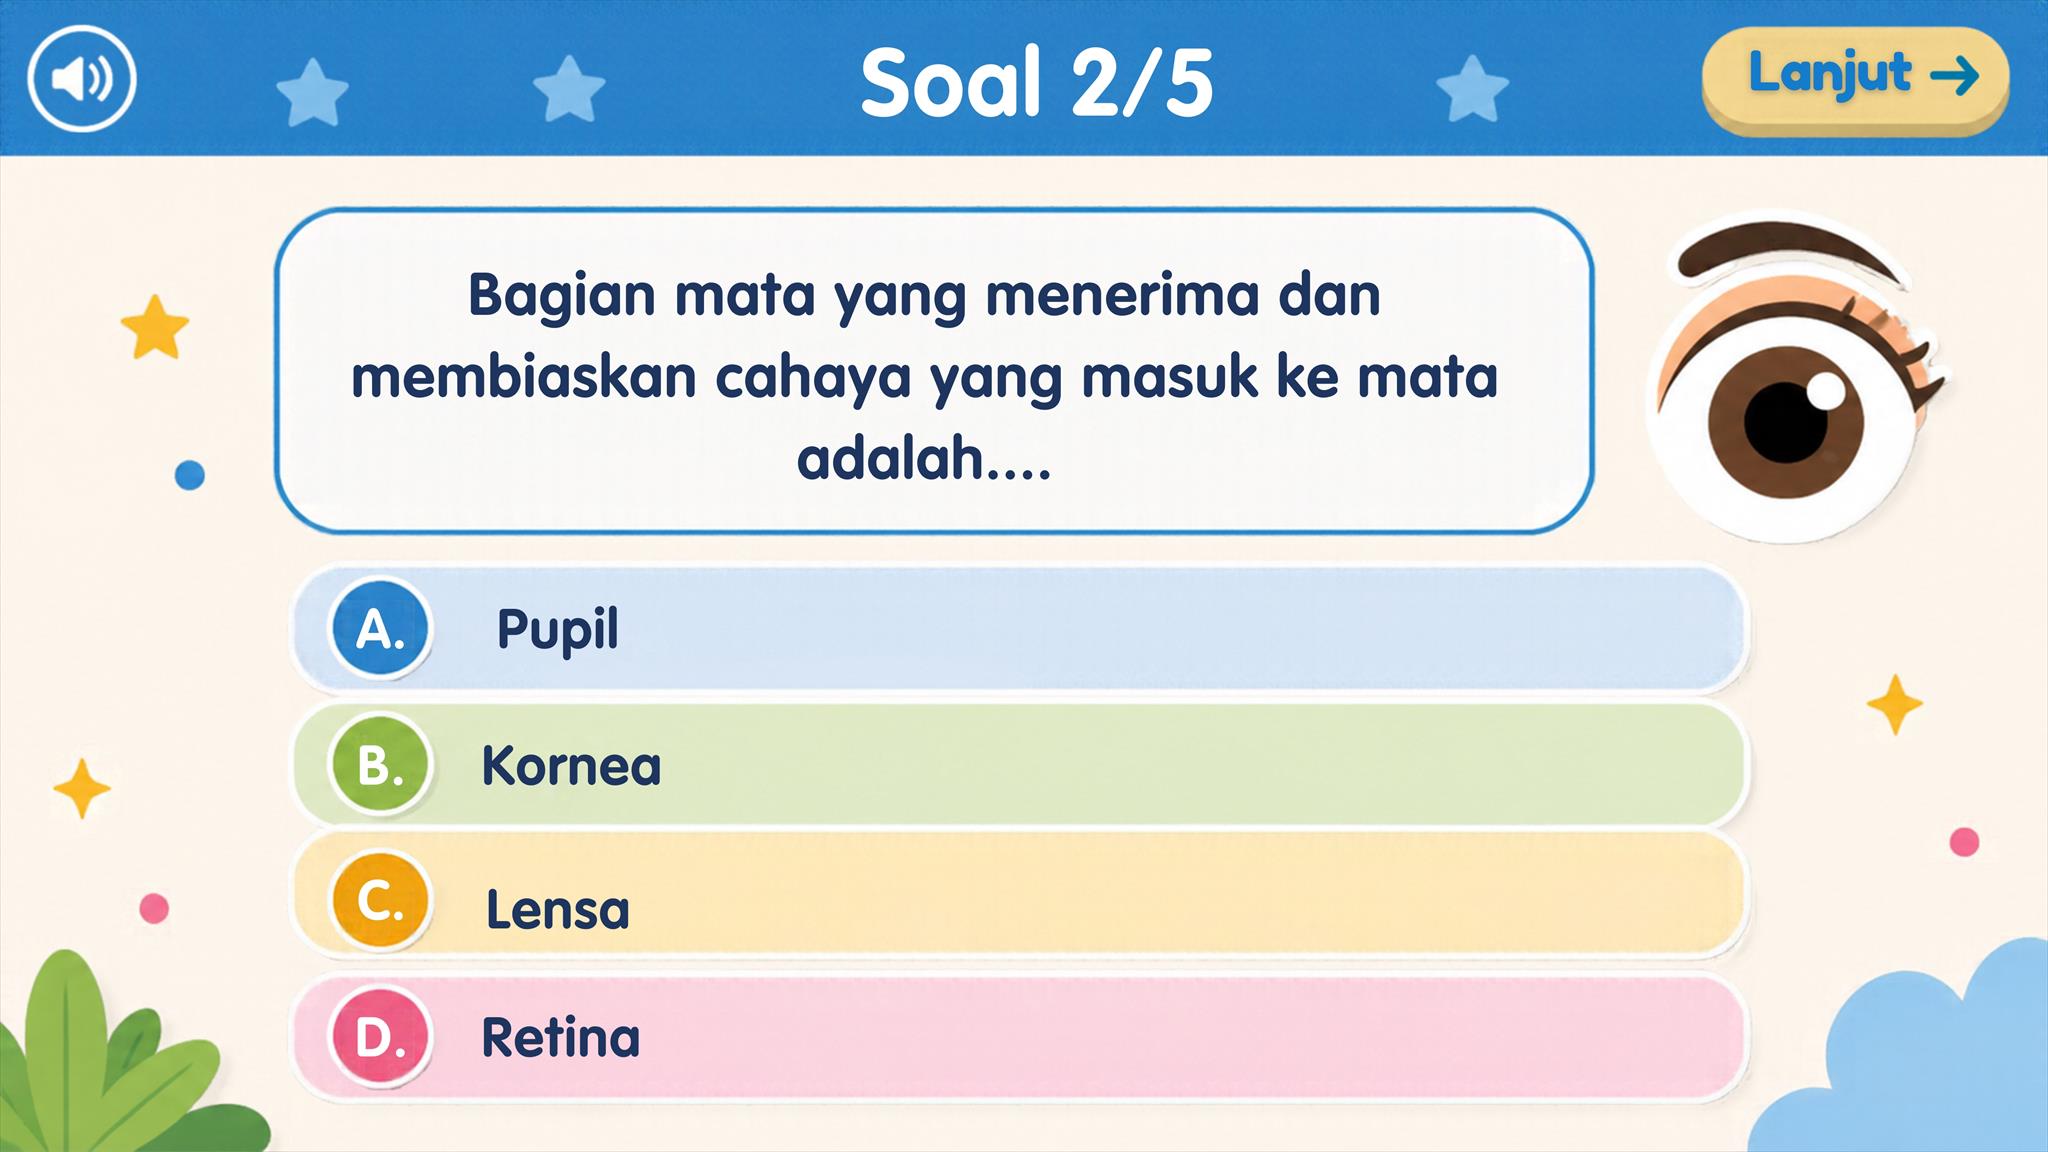 Soal 2/5
Lanjut →
Bagian mata yang menerima dan
membiaskan cahaya yang masuk ke mata
adalah....
A. Pupil
B. Kornea
C. Lensa
D. Retina